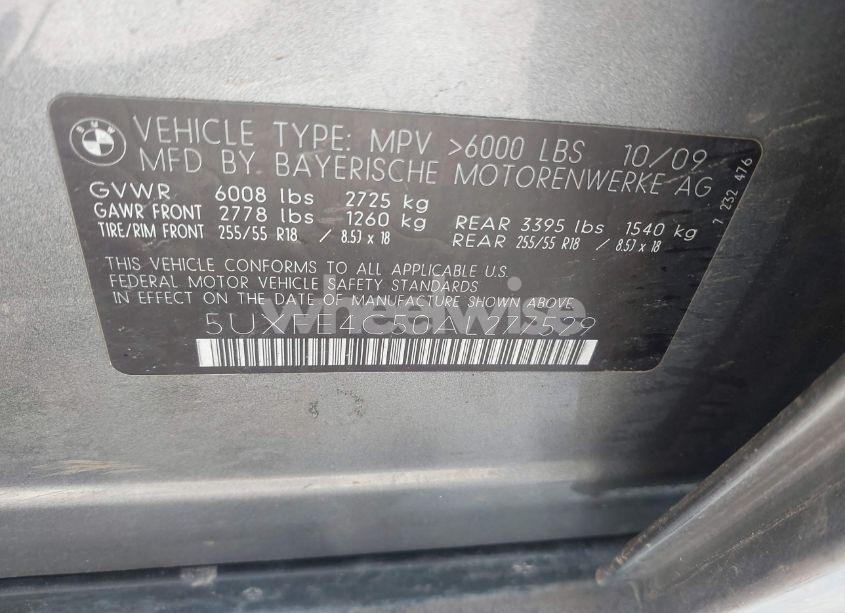 BMW
VEHICLE TYPE: MPV >6000 LBS 10/09
MFD BY BAYERISCHE MOTORENWERKE AG
GVWR 6008 lbs 2725 kg
GAWR FRONT 2778 lbs 1260 kg REAR 3395 lbs 1540 kg
TIRE/RIM FRONT 255/55 R18 / 8.5J x 18 REAR 255/55 R18 / 8.5J x 18
THIS VEHICLE CONFORMS TO ALL APPLICABLE U.S.
FEDERAL MOTOR VEHICLE SAFETY STANDARDS
IN EFFECT ON THE DATE OF MANUFACTURE SHOWN ABOVE
wheelwise
7 232 476